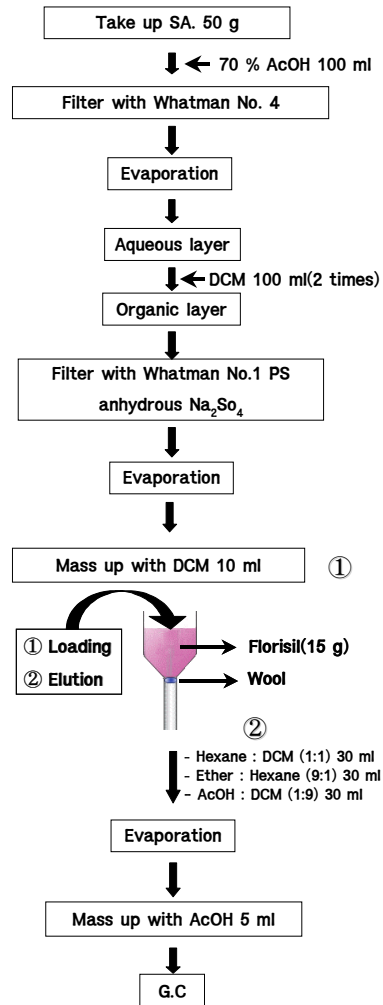 Take up SA. 50 g
70 % AcOH 100 ml
Filter with Whatman No. 4
Evaporation
Aqueous layer
DCM 100 ml(2 times)
Organic layer
Filter with Whatman No.1 PS
anhydrous Na₂So₄
Evaporation
Mass up with DCM 10 ml
①
① Loading
② Elution
Florisil(15 g)
Wool
②
- Hexane : DCM (1:1) 30 ml
- Ether : Hexane (9:1) 30 ml
- AcOH : DCM (1:9) 30 ml
Evaporation
Mass up with AcOH 5 ml
G.C